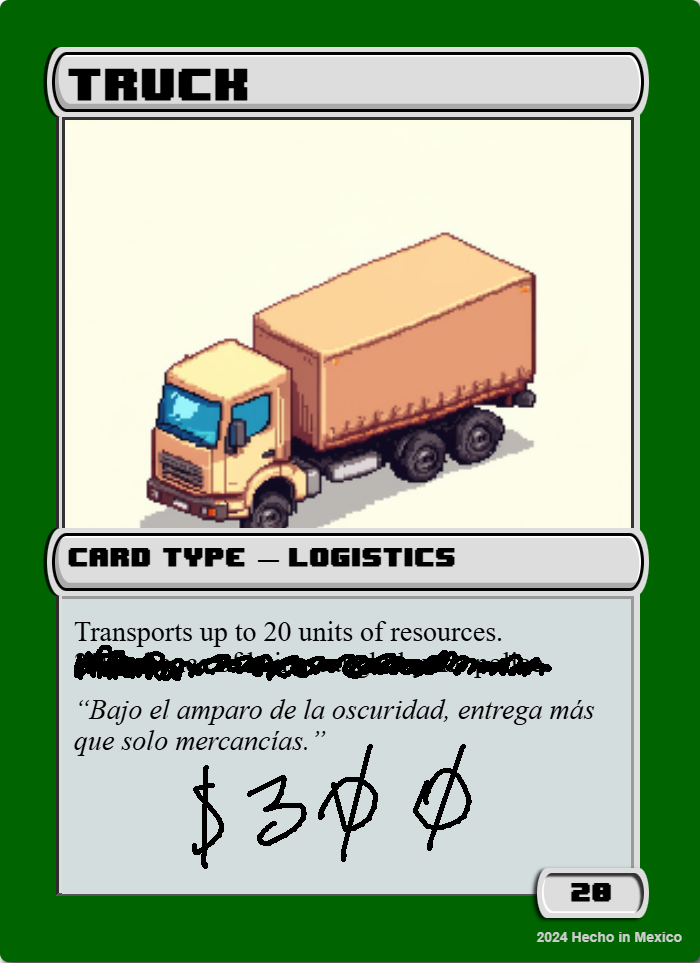 TRUCK
CARD TYPE — LOGISTICS
Transports up to 20 units of resources.
“Bajo el amparo de la oscuridad, entrega más
que solo mercancías.”
$300
20
2024 Hecho in Mexico